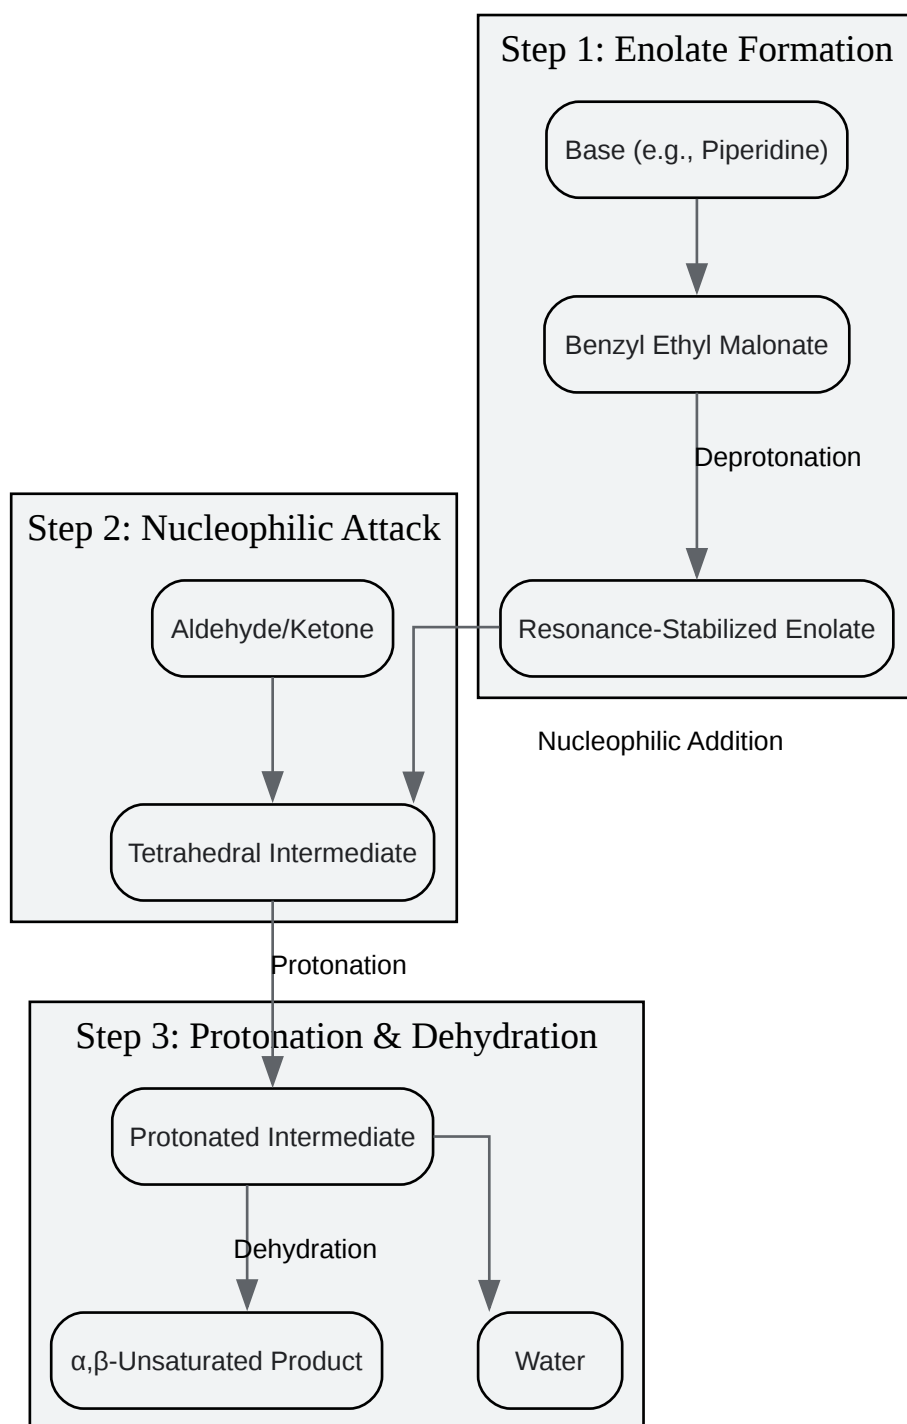 Step 1: Enolate Formation
Base (e.g., Piperidine)
Benzyl Ethyl Malonate
Deprotonation
Step 2: Nucleophilic Attack
Aldehyde/Ketone
Resonance-Stabilized Enolate
Nucleophilic Addition
Tetrahedral Intermediate
Protonation
Step 3: Protonation & Dehydration
Protonated Intermediate
Dehydration
α,β-Unsaturated Product
Water